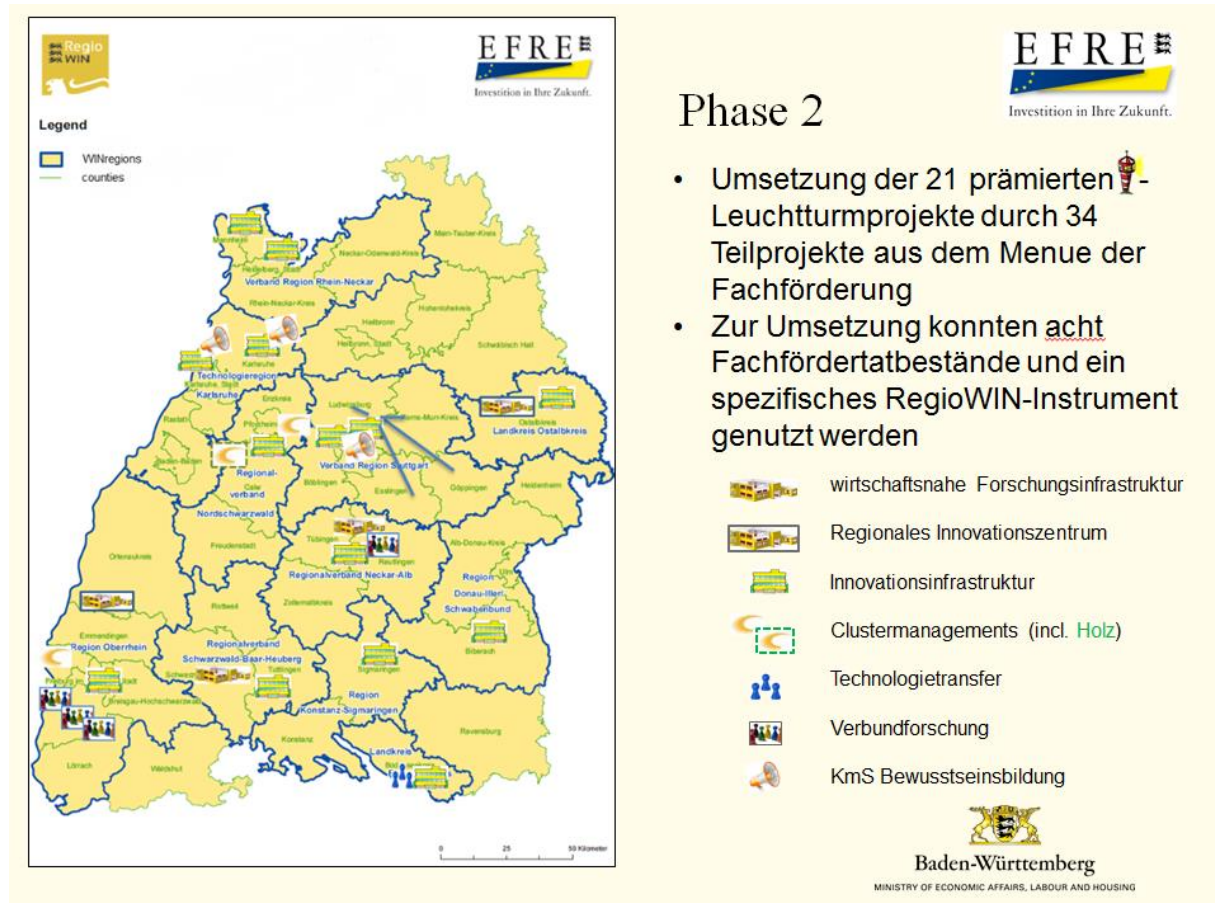 Regio
WIN
EFRE
Investition in Ihre Zukunft.
Legend
WINregions
counties
Mannheim
Heidelberg, Stadt
Verband Region Rhein-Neckar
Rhein-Neckar-Kreis
Neckar-Odenwald-Kreis
Main-Tauber-Kreis
Hohenlohekreis
Heilbronn
Heilbronn, Stadt
Schwäbisch Hall
Karlsruhe
Technologieregion
Karlsruhe, Stadt
Karlsruhe
Rastatt
Baden-Baden
Enzkreis
Pforzheim
Ludwigsburg
Ostalbkreis
Landkreis Ostalbkreis
Verband Region Stuttgart
Regional-
Calw
verband
Nordschwarzwald
Böblingen
Esslingen
Göppingen
Heidenheim
Freudenstadt
Tübingen
Reutlingen
Alb-Donau-Kreis
Ulm
Regionalverband Neckar-Alb
Region
Donau-Iller/
Schwabenbund
Ortenaukreis
Rottweil
Zollernalbkreis
Biberach
Emmendingen
Region Oberrhein
Regionalverband
Schwarzwald-Baar-Heuberg
Tuttlingen
Sigmaringen
Breisgau-Hochschwarzwald
Region
Konstanz-Sigmaringen
Ravensburg
Konstanz
Landkreis
Lörrach
Waldshut
0 25 50 Kilometer
EFRE
Investition in Ihre Zukunft.
Phase 2
• Umsetzung der 21 prämierten -
Leuchtturmprojekte durch 34
Teilprojekte aus dem Menue der
Fachförderung
• Zur Umsetzung konnten acht
Fachfördertatbestände und ein
spezifisches RegioWIN-Instrument
genutzt werden
wirtschaftsnahe Forschungsinfrastruktur
Regionales Innovationszentrum
Innovationsinfrastruktur
Clustermanagements (incl. Holz)
Technologietransfer
Verbundforschung
KmS Bewusstseinsbildung
Baden-Württemberg
MINISTRY OF ECONOMIC AFFAIRS, LABOUR AND HOUSING